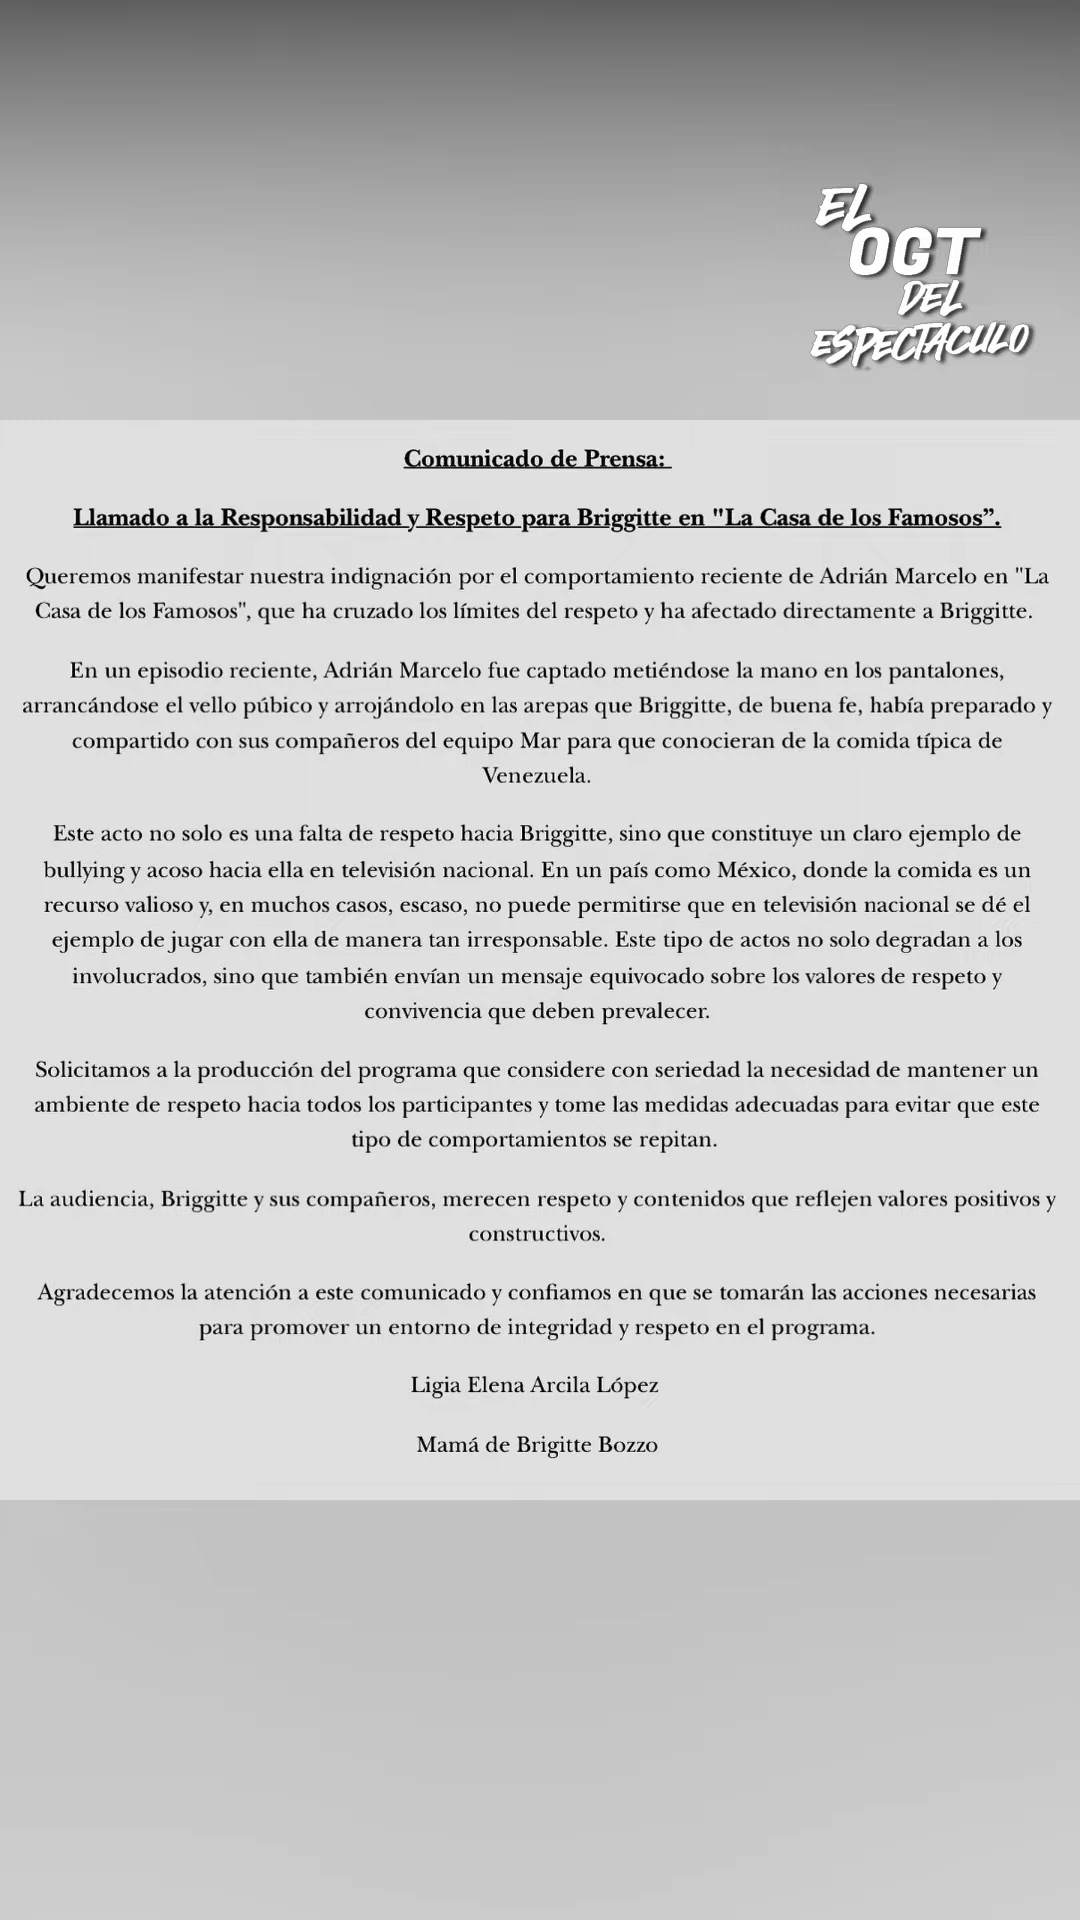 EL
OGT
DEL
ESPECTACULO
Comunicado de Prensa:
Llamado a la Responsabilidad y Respeto para Briggitte en "La Casa de los Famosos”.
Queremos manifestar nuestra indignación por el comportamiento reciente de Adrián Marcelo en "La
Casa de los Famosos", que ha cruzado los límites del respeto y ha afectado directamente a Briggitte.
En un episodio reciente, Adrián Marcelo fue captado metiéndose la mano en los pantalones,
arrancándose el vello púbico y arrojándolo en las arepas que Briggitte, de buena fe, había preparado y
compartido con sus compañeros del equipo Mar para que conocieran de la comida típica de
Venezuela.
Este acto no solo es una falta de respeto hacia Briggitte, sino que constituye un claro ejemplo de
bullying y acoso hacia ella en televisión nacional. En un país como México, donde la comida es un
recurso valioso y, en muchos casos, escaso, no puede permitirse que en televisión nacional se dé el
ejemplo de jugar con ella de manera tan irresponsable. Este tipo de actos no solo degradan a los
involucrados, sino que también envían un mensaje equivocado sobre los valores de respeto y
convivencia que deben prevalecer.
Solicitamos a la producción del programa que considere con seriedad la necesidad de mantener un
ambiente de respeto hacia todos los participantes y tome las medidas adecuadas para evitar que este
tipo de comportamientos se repitan.
La audiencia, Briggitte y sus compañeros, merecen respeto y contenidos que reflejen valores positivos y
constructivos.
Agradecemos la atención a este comunicado y confiamos en que se tomarán las acciones necesarias
para promover un entorno de integridad y respeto en el programa.
Ligia Elena Arcila López
Mamá de Brigitte Bozzo